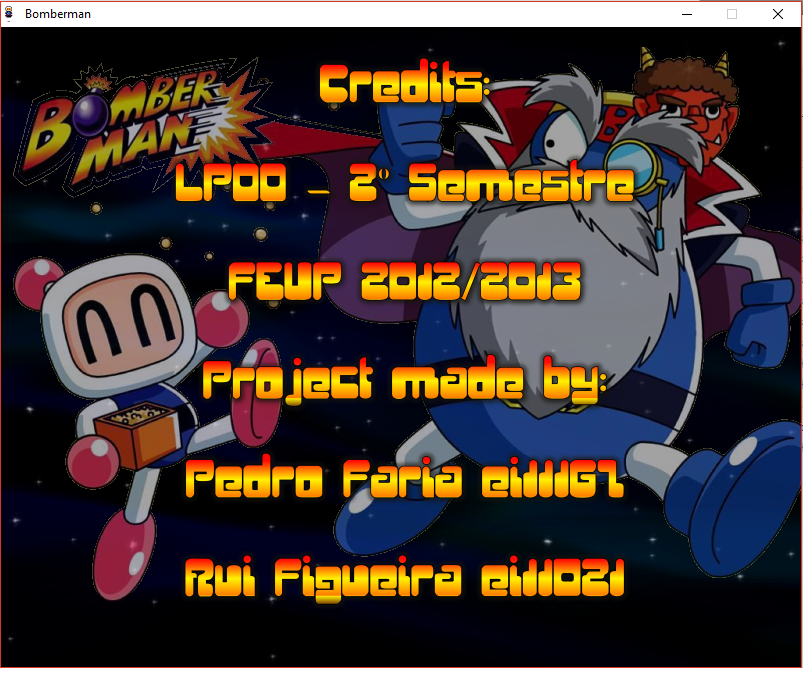 Bomberman
BOMBER
MAN
Credits:
LPOO - 2º Semestre
FEUP 2012/2013
Project made by:
Pedro Faria ei11167
Rui Figueira ei11021